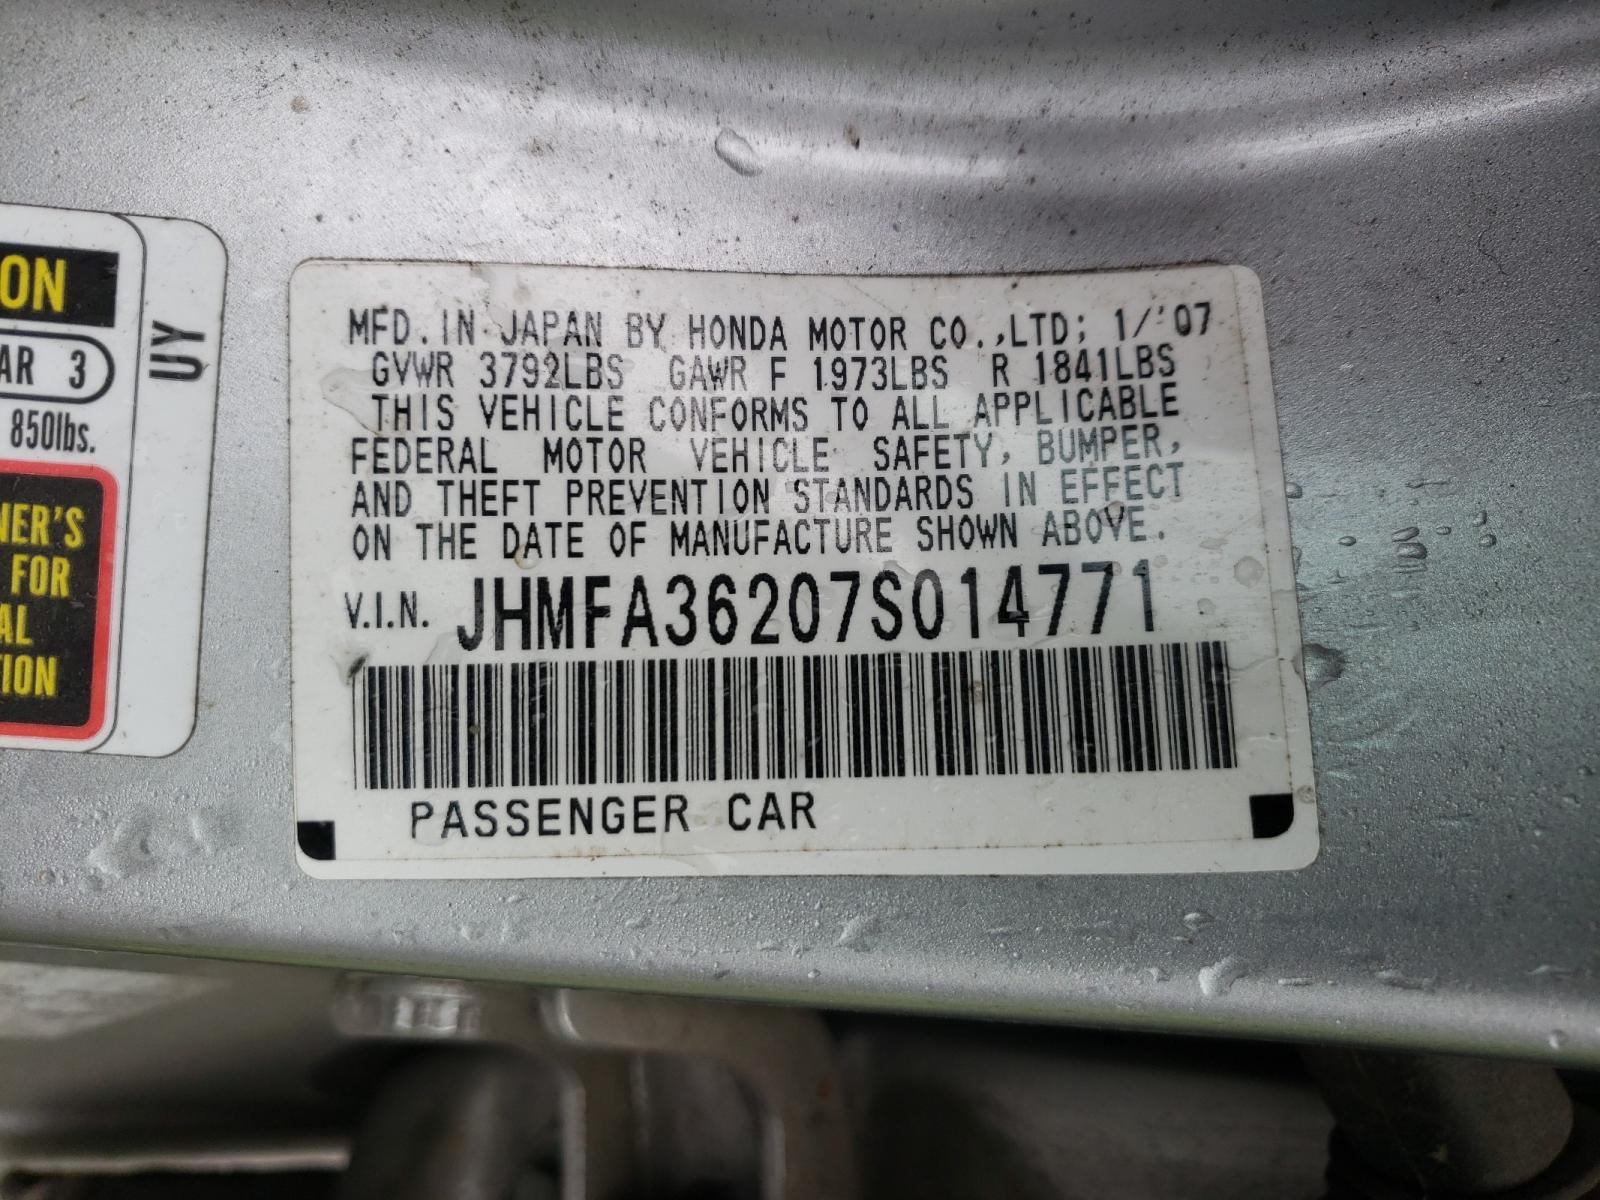 ON
AR 3
850lbs.
NER'S
FOR
AL
ION
UY
MFD. IN JAPAN BY HONDA MOTOR CO.,LTD; 1/'07
GVWR 3792LBS GAWR F 1973LBS R 1841LBS
THIS VEHICLE CONFORMS TO ALL APPLICABLE
FEDERAL MOTOR VEHICLE SAFETY, BUMPER,
AND THEFT PREVENTION STANDARDS IN EFFECT
ON THE DATE OF MANUFACTURE SHOWN ABOVE.
V.I.N. JHMFA36207S014771
PASSENGER CAR